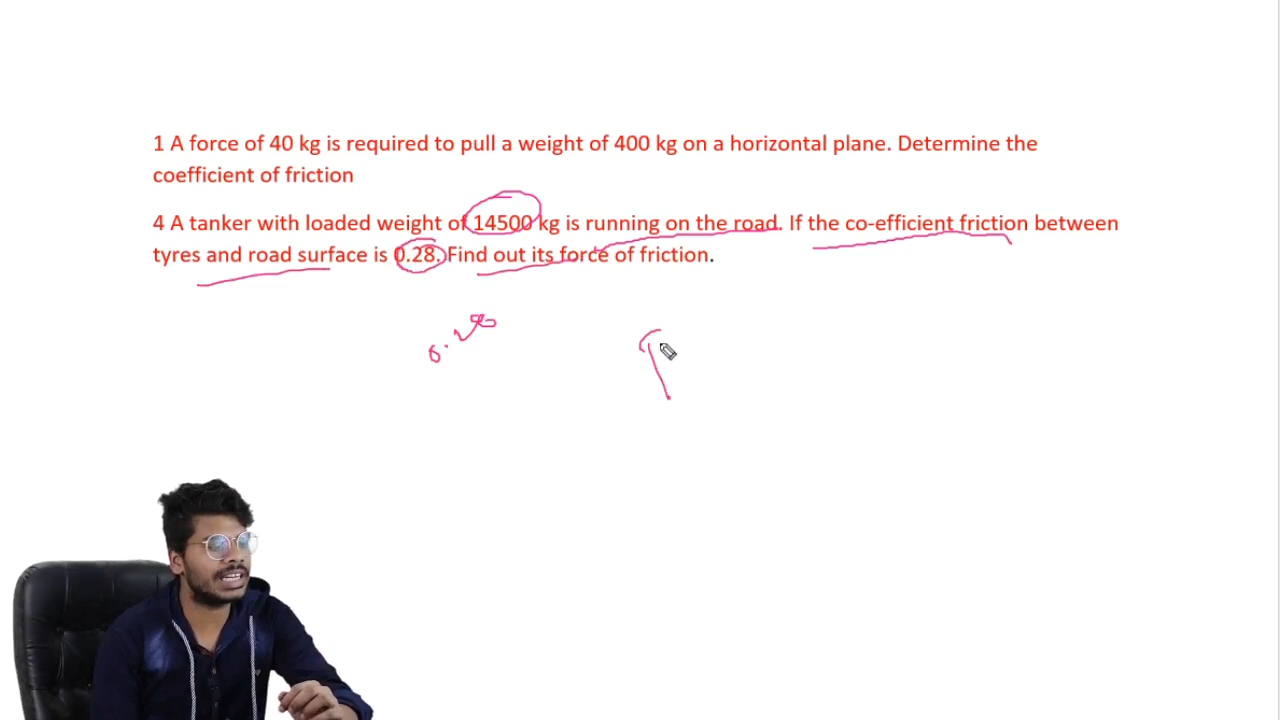 1 A force of 40 kg is required to pull a weight of 400 kg on a horizontal plane. Determine the
coefficient of friction
4 A tanker with loaded weight of 14500 kg is running on the road. If the co-efficient friction between
tyres and road surface is 0.28. Find out its force of friction.
0.28